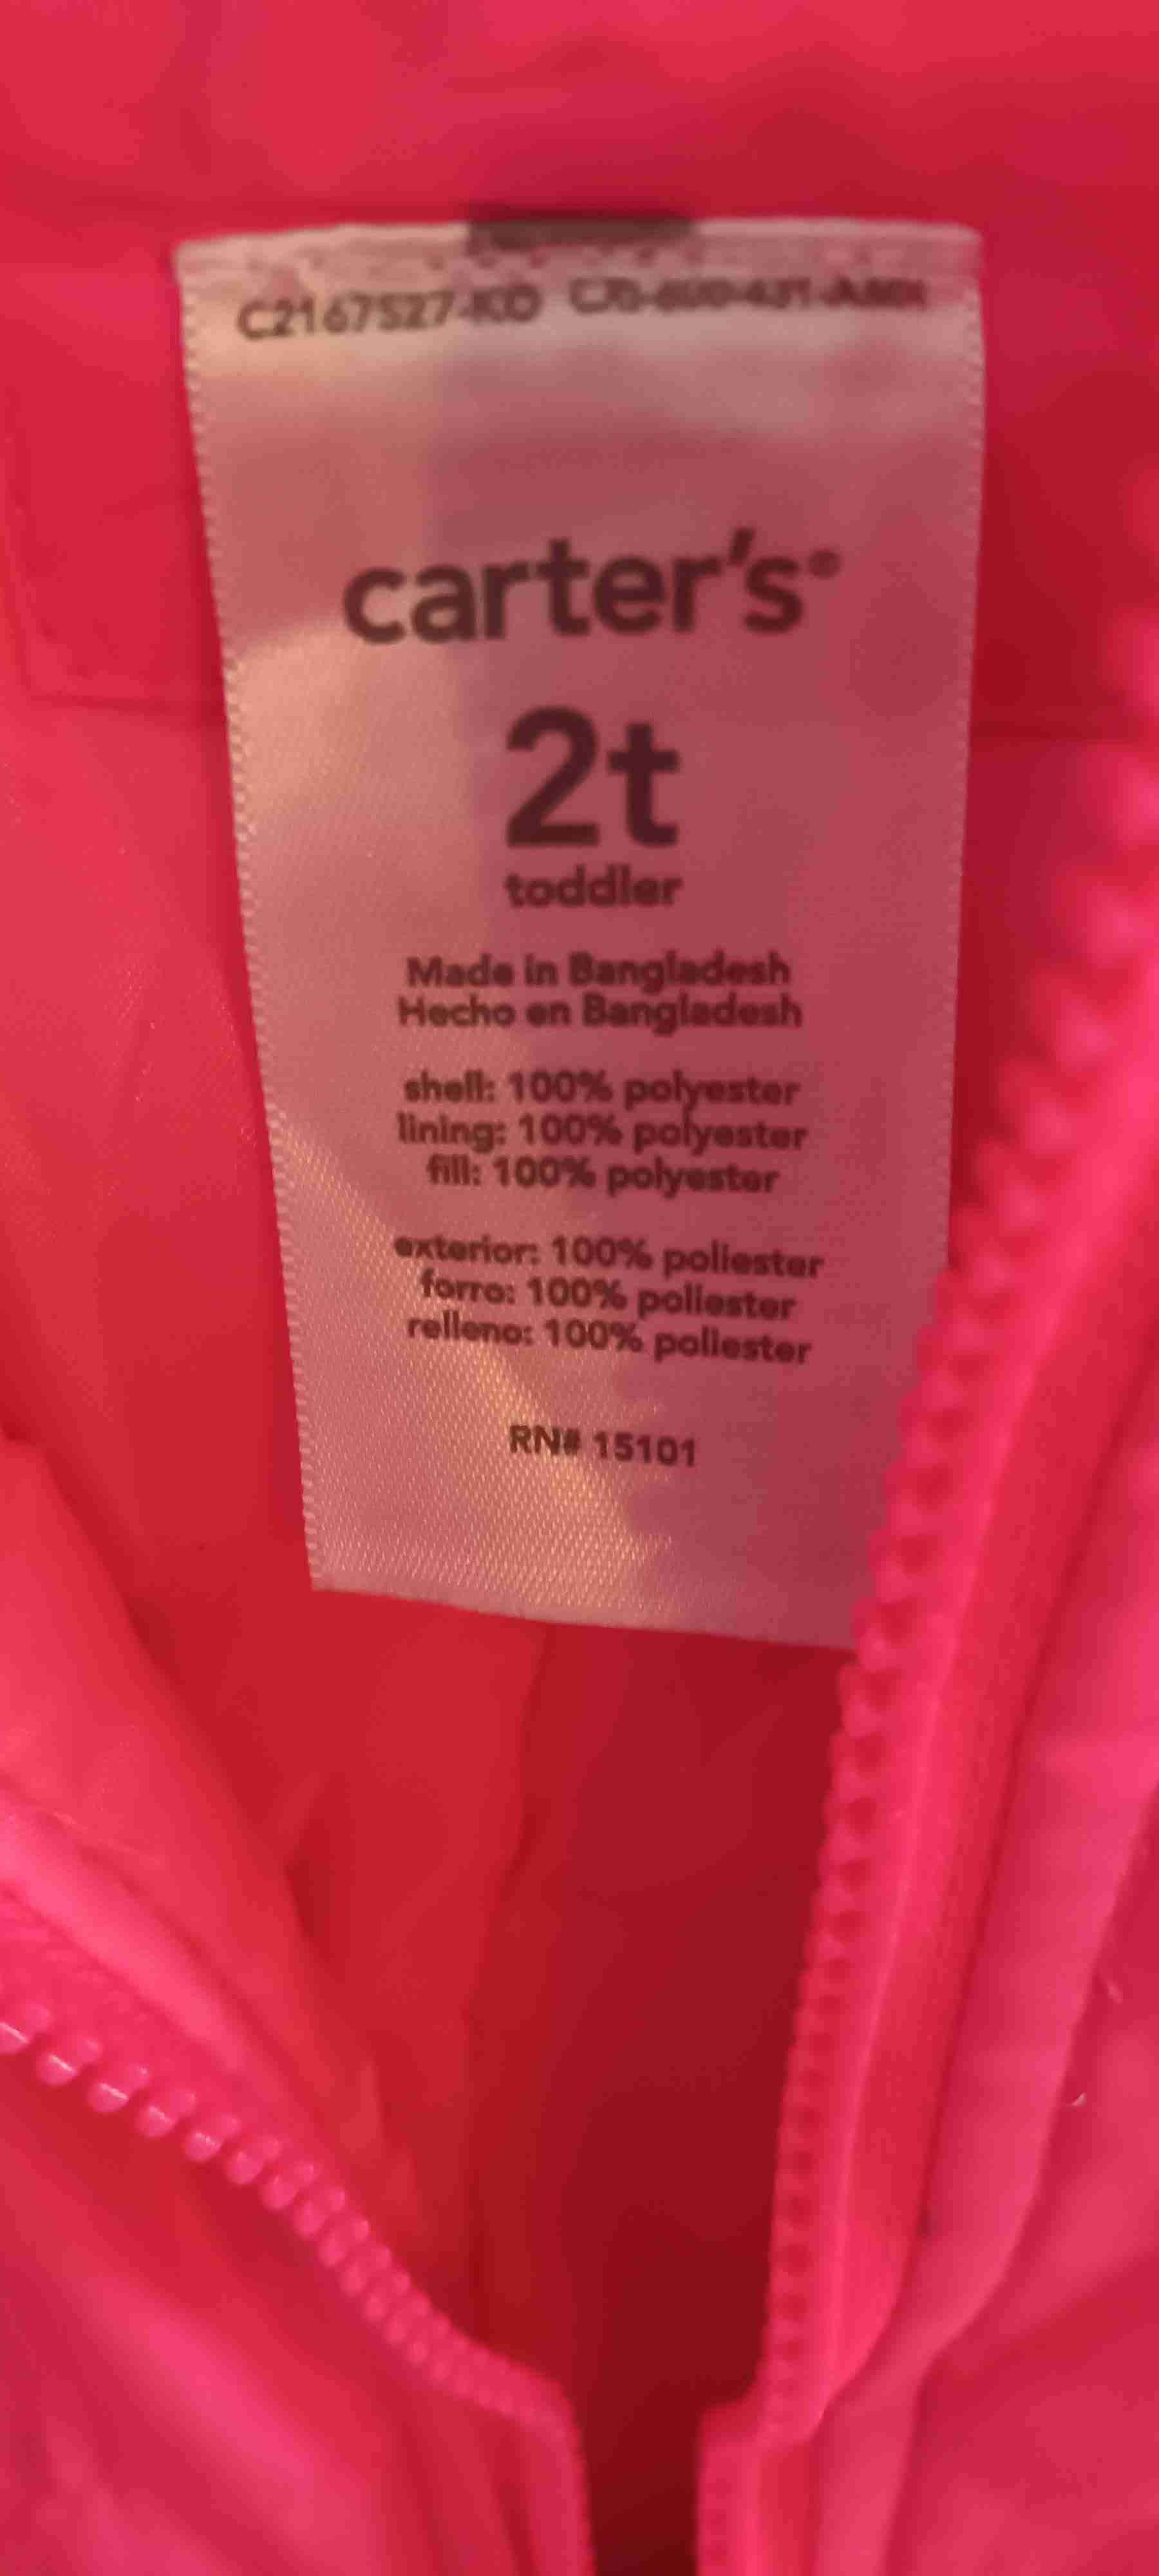 C2167527-KD
carter's®
2t
toddler
Made in Bangladesh
Hecho en Bangladesh
shell: 100% polyester
lining: 100% polyester
fill: 100% polyester
exterior: 100% poliester
forro: 100% poliester
relleno: 100% poliester
RN# 15101